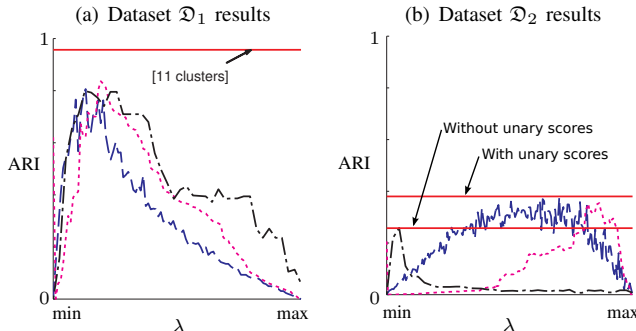 (a) Dataset 𝔇₁ results
1
[11 clusters]
ARI
0
min
max
λ
(b) Dataset 𝔇₂ results
1
Without unary scores
With unary scores
ARI
0
min
max
λ